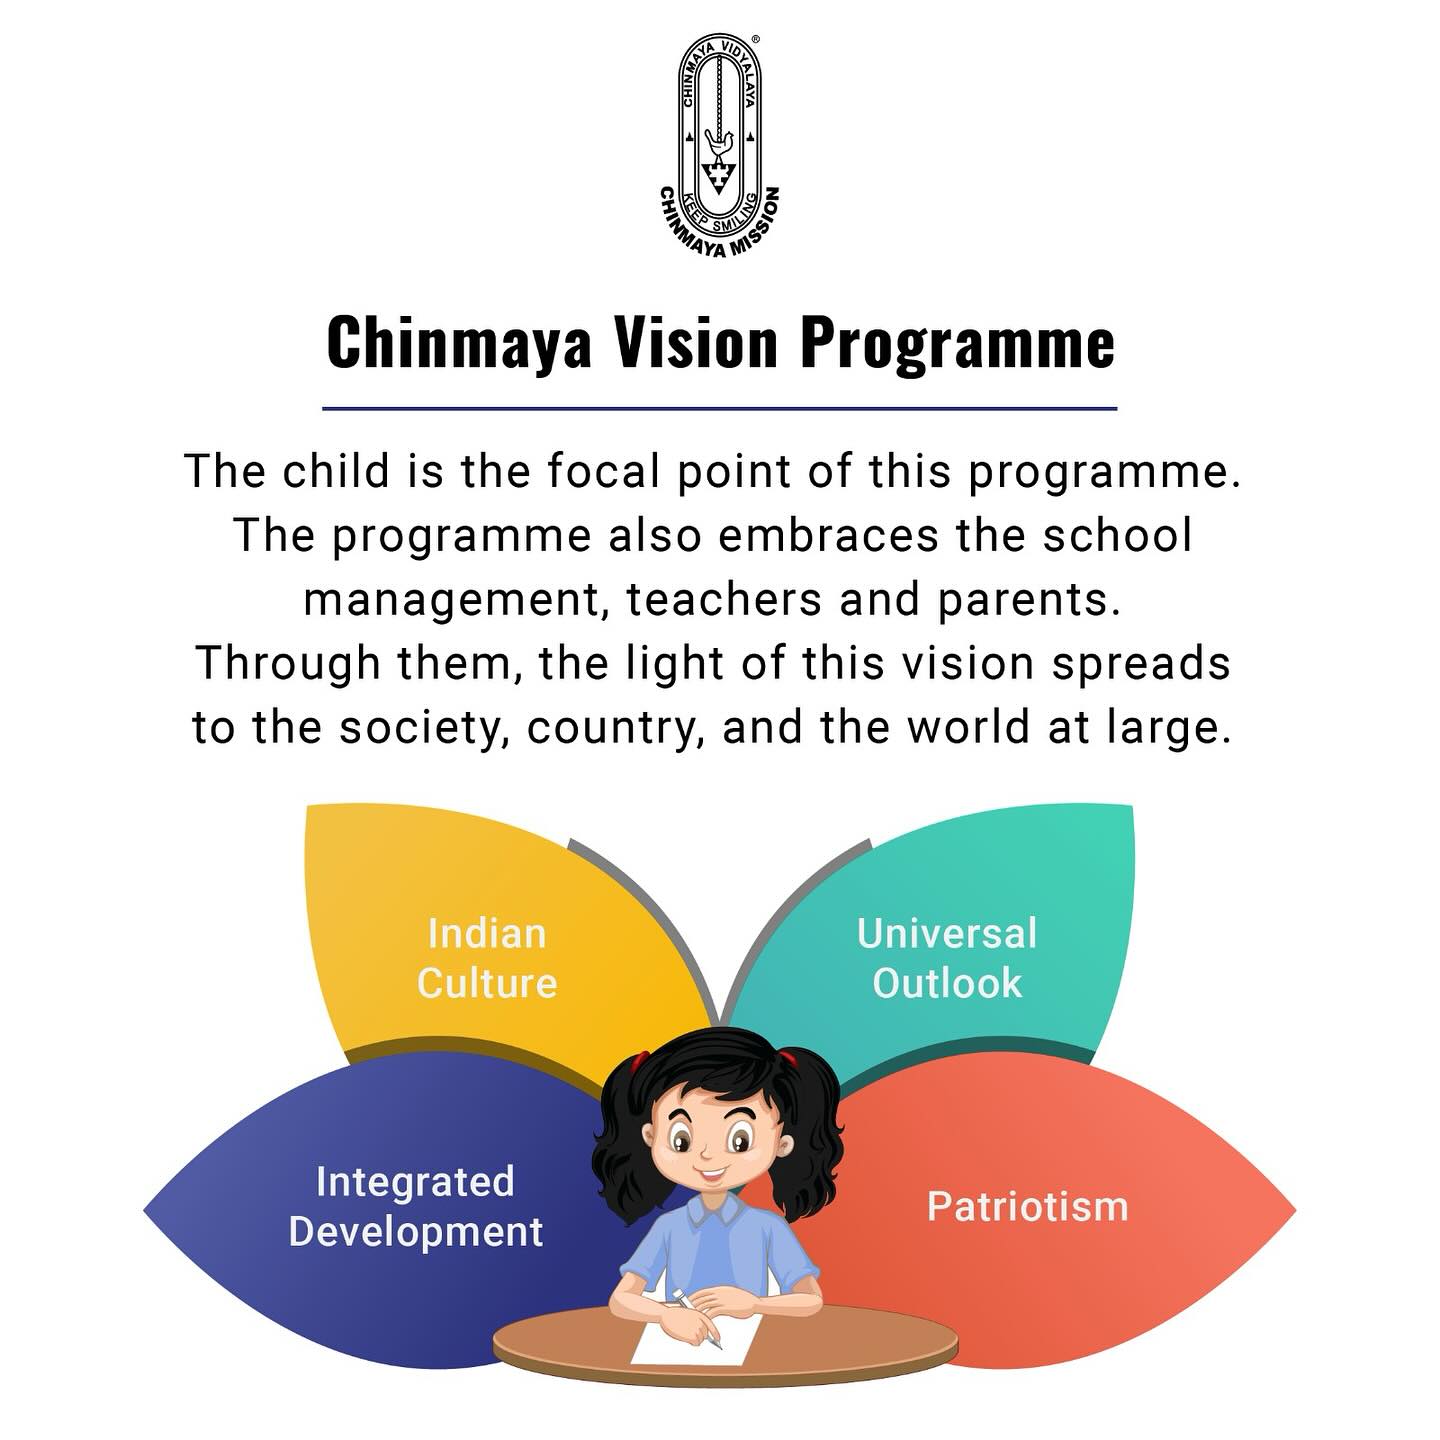 CHINMAYA VIDYALAYA
®
KEEP SMILING
CHINMAYA MISSION
Chinmaya Vision Programme
The child is the focal point of this programme.
The programme also embraces the school
management, teachers and parents.
Through them, the light of this vision spreads
to the society, country, and the world at large.
Indian
Culture
Universal
Outlook
Integrated
Development
Patriotism